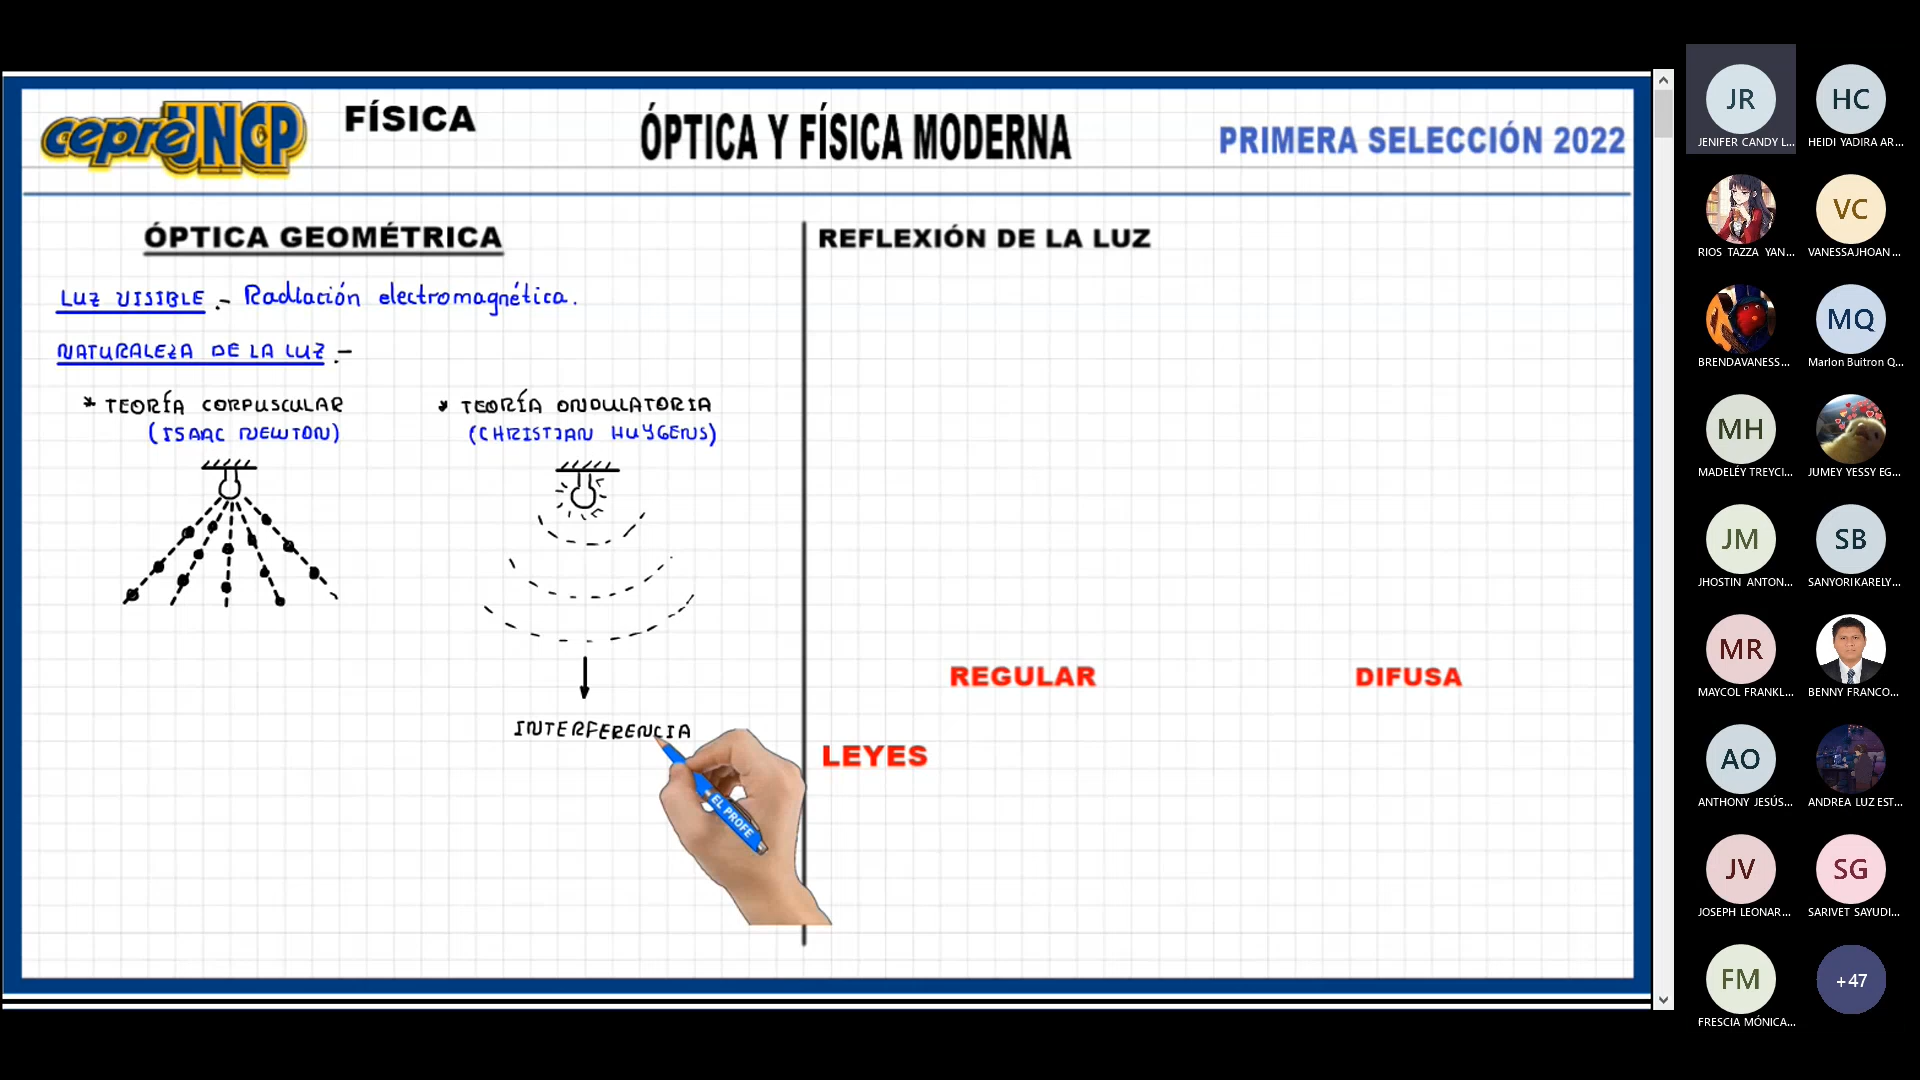 cepreUNCP
FÍSICA
ÓPTICA Y FÍSICA MODERNA
PRIMERA SELECCIÓN 2022
ÓPTICA GEOMÉTRICA
LUZ VISIBLE.- Radiación electromagnética.
NATURALEZA DE LA LUZ.-
* TEORÍA CORPUSCULAR
(ISAAC NEWTON)
* TEORÍA ONDULATORIA
(CHRISTIAN HUYGENS)
INTERFERENCIA
EL PROFE
REFLEXIÓN DE LA LUZ
REGULAR
DIFUSA
LEYES
JR
JENIFER CANDY L...
HC
HEIDI YADIRA AR...
RIOS TAZZA YAN...
VC
VANESSAJHOAN...
BRENDAVANESS...
MQ
Marlon Buitron Q...
MH
MADELÉY TREYCI...
JUMEY YESSY EG...
JM
JHOSTIN ANTON...
SB
SANYORIKARELY...
MR
MAYCOL FRANKL...
BENNY FRANCO...
AO
ANTHONY JESÚS...
ANDREA LUZ EST...
JV
JOSEPH LEONAR...
SG
SARIVET SAYUDI...
FM
FRESCIA MÓNICA...
+47